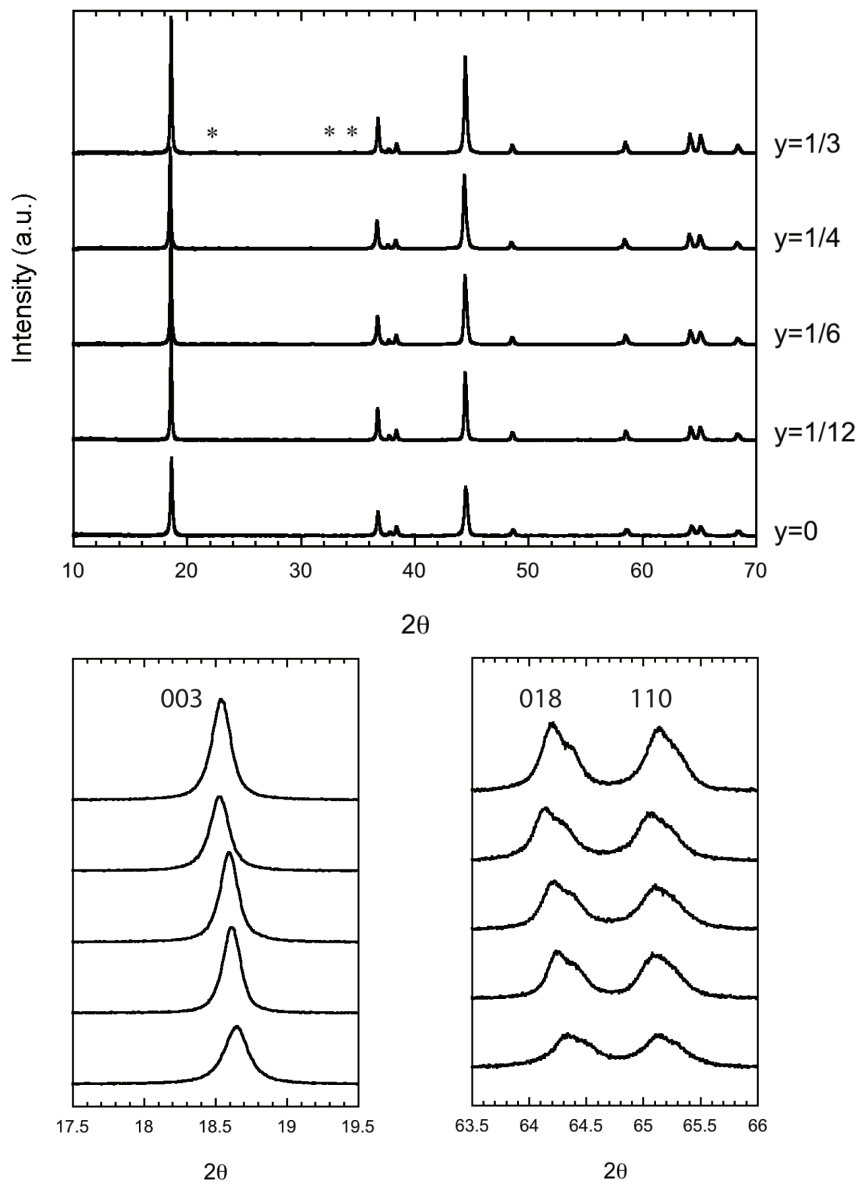 Intensity (a.u.)
* * *
y=1/3
y=1/4
y=1/6
y=1/12
y=0
10 20 30 40 50 60 70
2θ
003
17.5 18 18.5 19 19.5
2θ
018 110
63.5 64 64.5 65 65.5 66
2θ